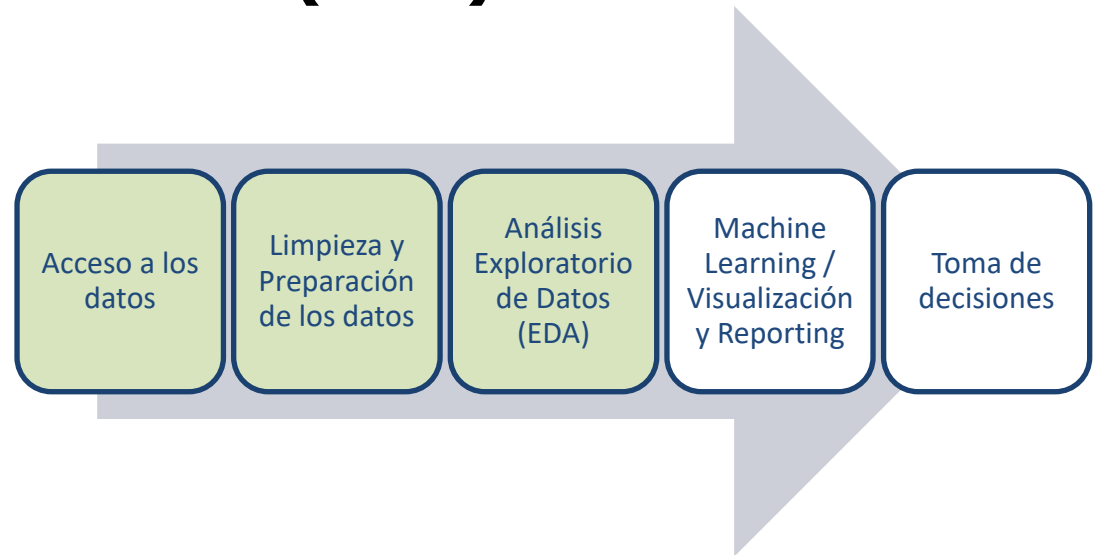 Acceso a los
datos
Limpieza y
Preparación
de los datos
Análisis
Exploratorio
de Datos
(EDA)
Machine
Learning /
Visualización
y Reporting
Toma de
decisiones